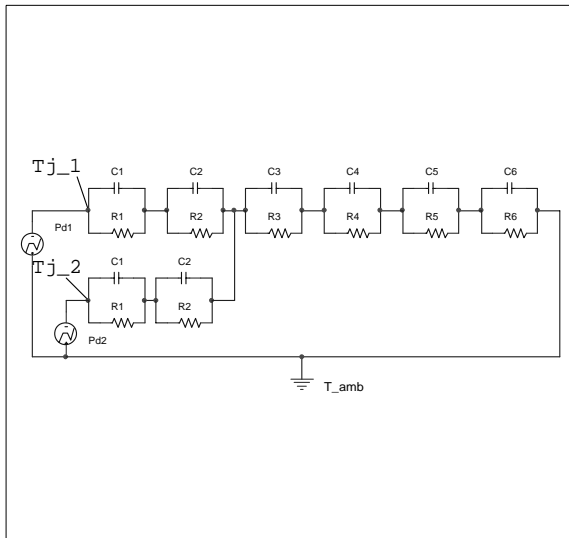 Tj_1
C1 C2 C3 C4 C5 C6
R1 R2 R3 R4 R5 R6
Pd1
Tj_2
C1 C2
R1 R2
Pd2
T_amb